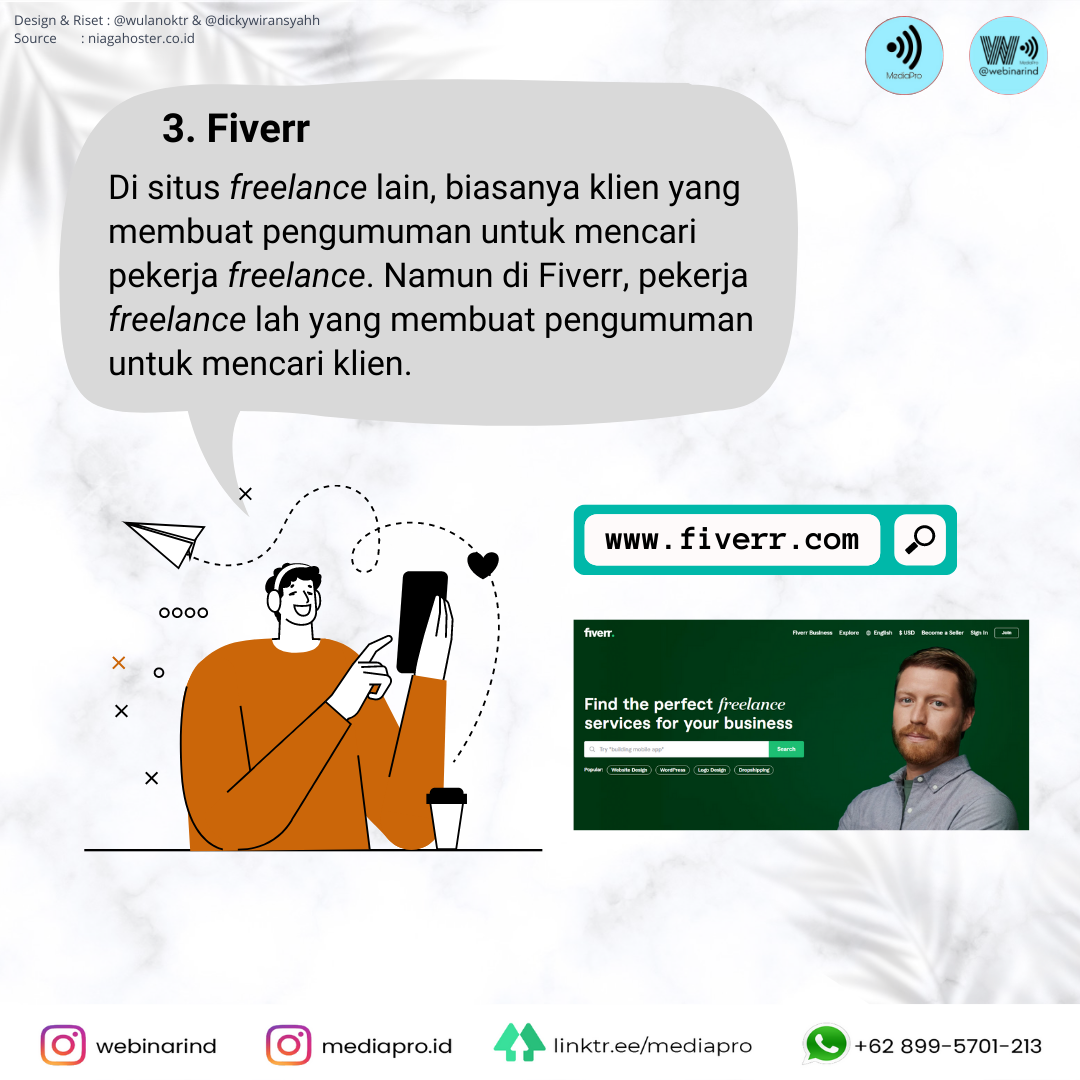 Design & Riset : @wulanoktr & @dickywiransyahh
Source : niagahoster.co.id
MediaPro
@webinarind
3. Fiverr
Di situs freelance lain, biasanya klien yang
membuat pengumuman untuk mencari
pekerja freelance. Namun di Fiverr, pekerja
freelance lah yang membuat pengumuman
untuk mencari klien.
www.fiverr.com
fiverr.
Fiverr Business Explore English $ USD Become a Seller Sign In Join
Find the perfect freelance
services for your business
Try "building mobile app" Search
Popular: Website Design WordPress Logo Design Dropshipping
webinarind mediapro.id linktr.ee/mediapro +62 899-5701-213